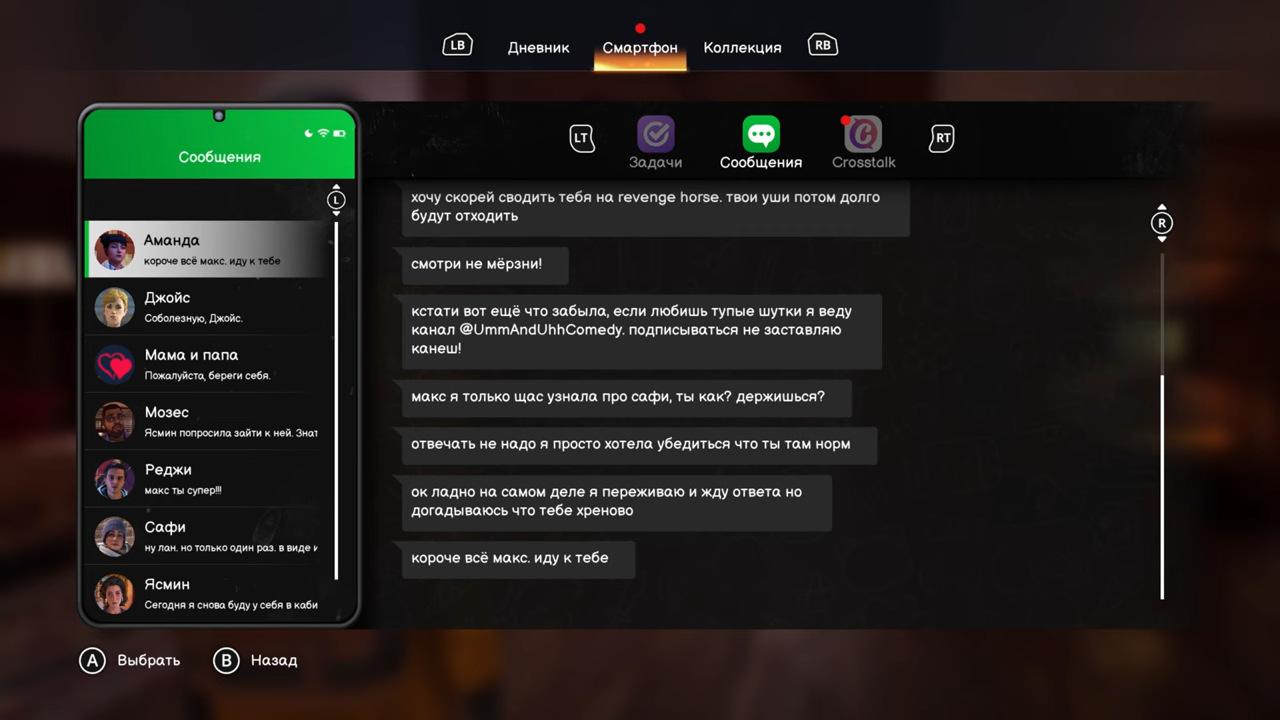 LB
Дневник
Смартфон
Коллекция
RB
Сообщения
L
Аманда
короче всё макс. иду к тебе
Джойс
Соболезную, Джойс.
Мама и папа
Пожалуйста, береги себя.
Мозес
Ясмин попросила зайти к ней. Знат
Реджи
макс ты супер!!!
Сафи
ну лан. но только один раз. в виде и
Ясмин
Сегодня я снова буду у себя в каби
LT
Задачи
Сообщения
Crosstalk
RT
хочу скорей сводить тебя на revenge horse. твои уши потом долго
будут отходить
смотри не мёрзни!
кстати вот ещё что забыла, если любишь тупые шутки я веду
канал @UmmAndUhhComedy. подписываться не заставляю
канеш!
макс я только щас узнала про сафи, ты как? держишься?
отвечать не надо я просто хотела убедиться что ты там норм
ок ладно на самом деле я переживаю и жду ответа но
догадываюсь что тебе хреново
короче всё макс. иду к тебе
R
A Выбрать
B Назад